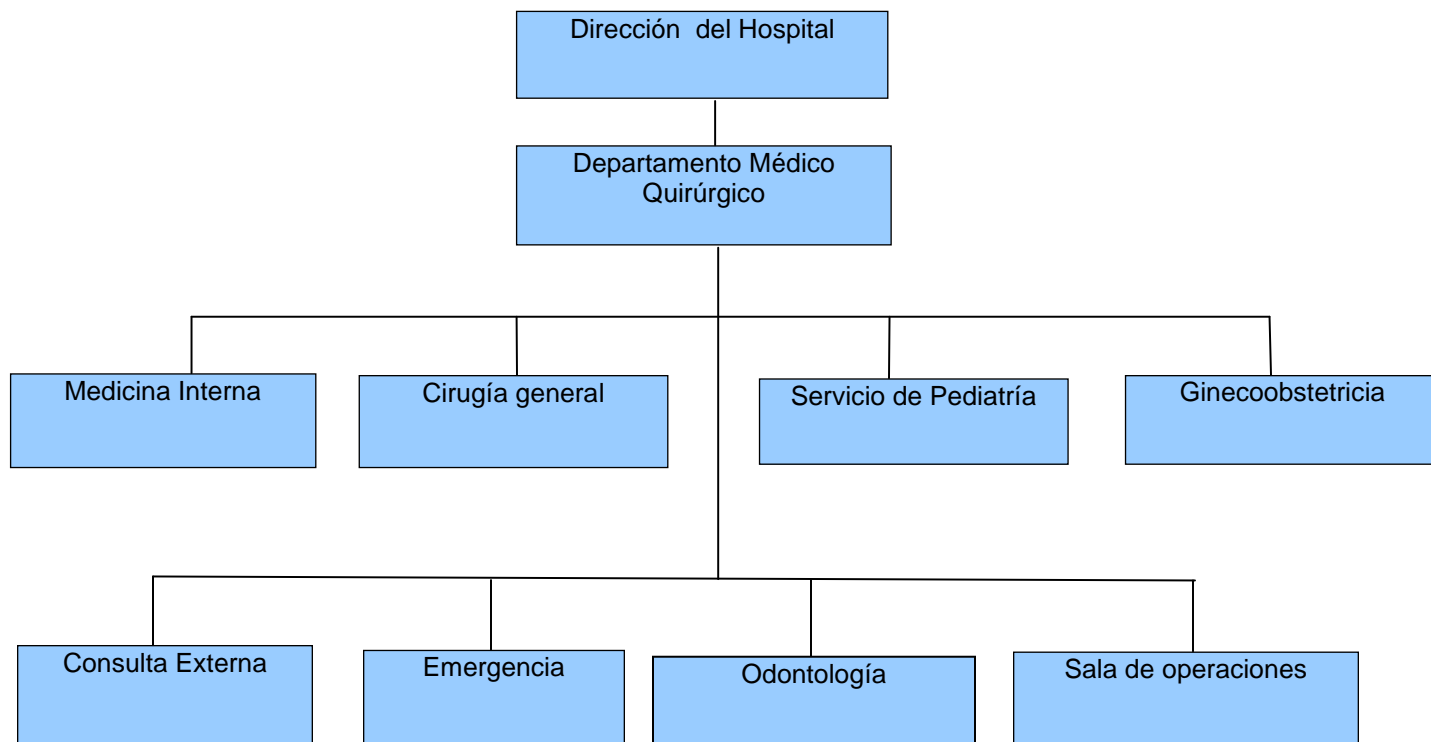 Dirección  del Hospital
Departamento Médico
Quirúrgico
Medicina Interna
Cirugía general
Servicio de Pediatría
Ginecoobstetricia
Consulta Externa
Emergencia
Odontología
Sala de operaciones